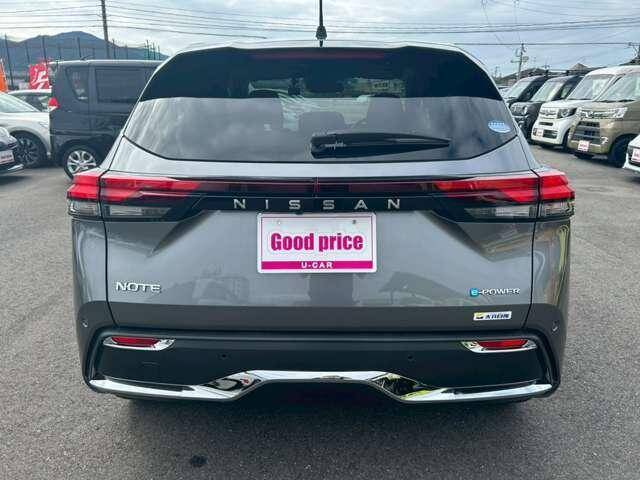 NISSAN
Good price
U-CAR
NOTE
e-POWER